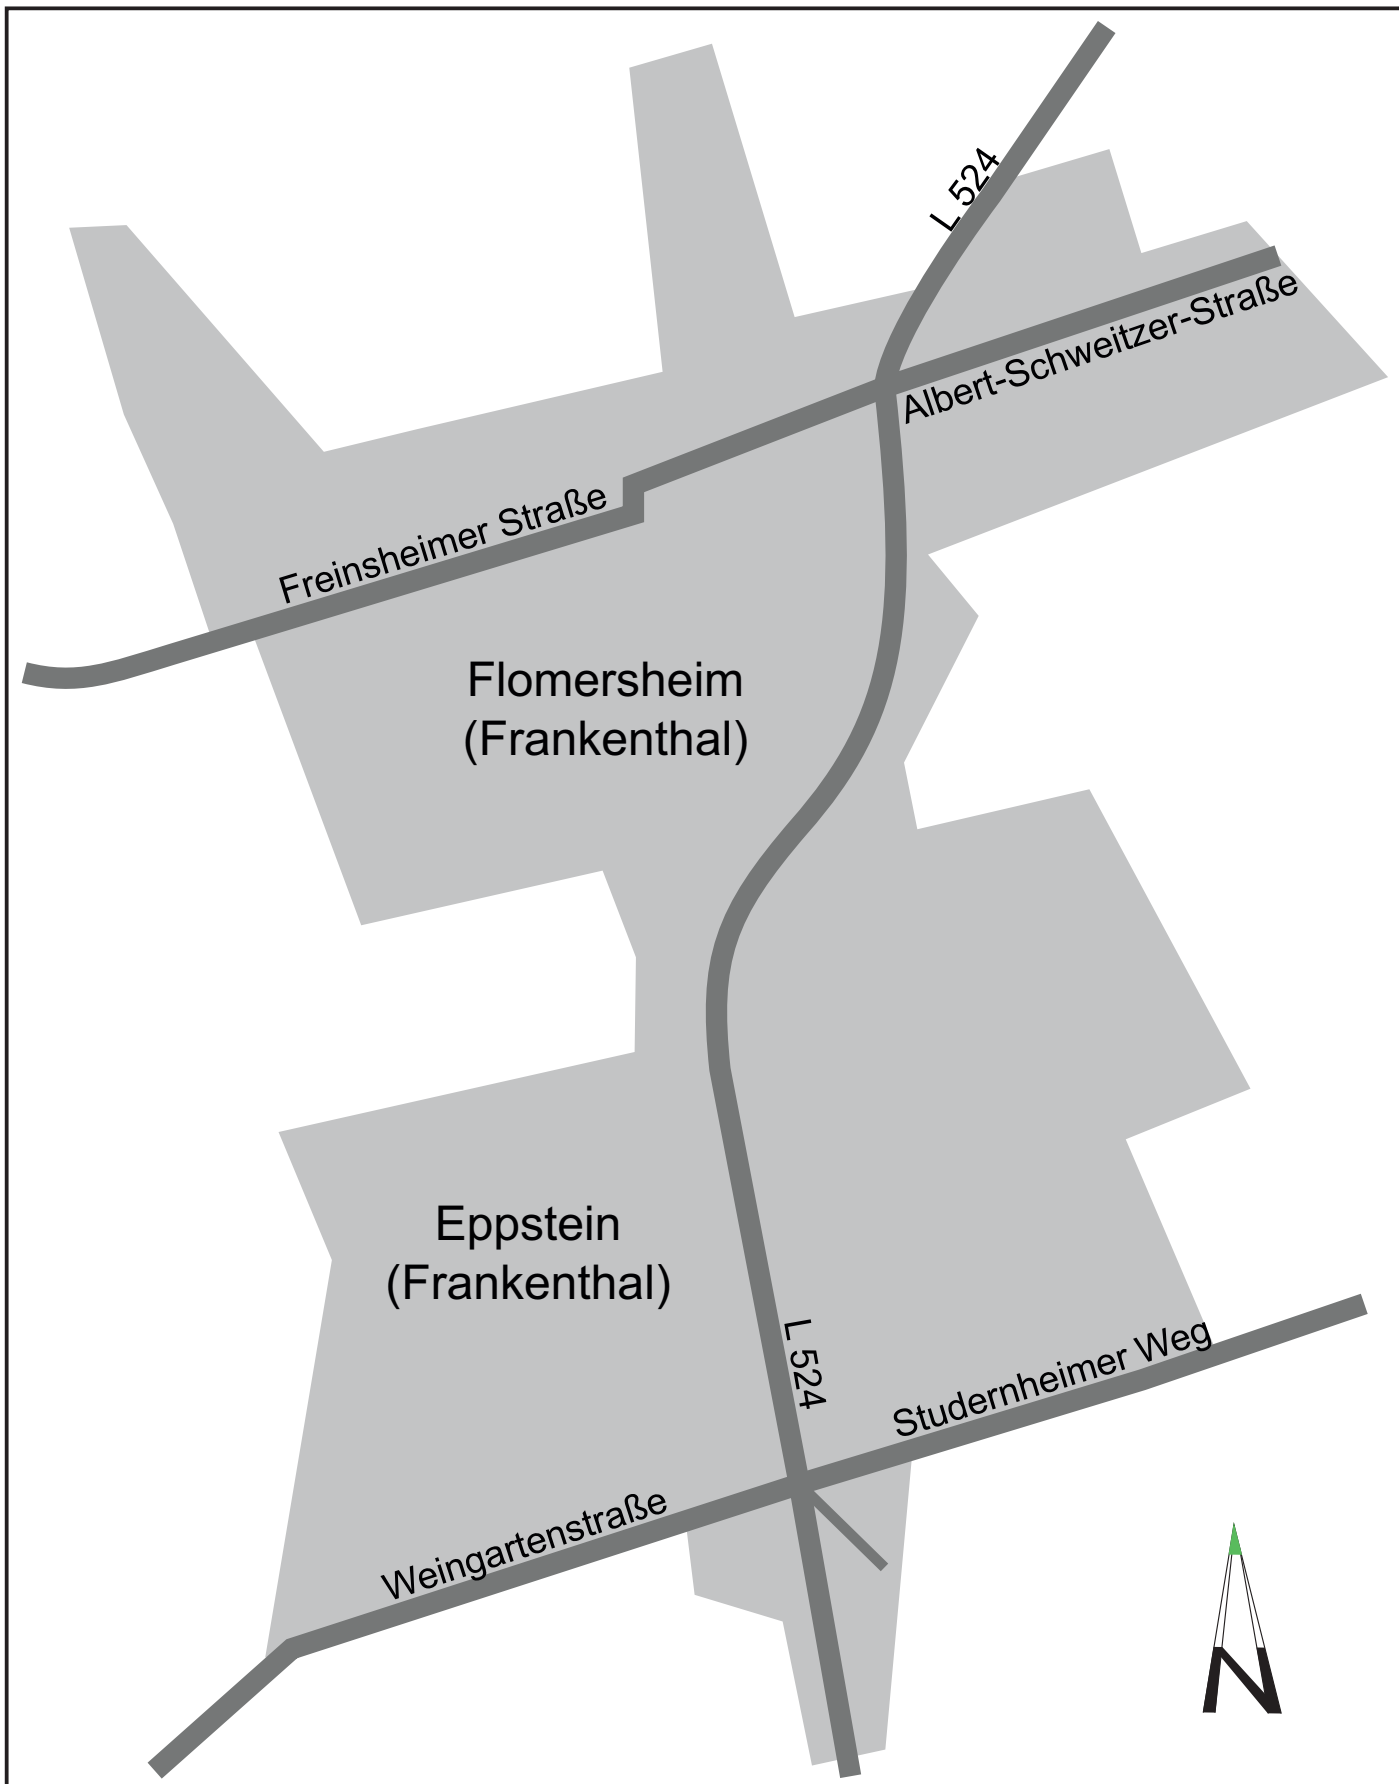 L 524
Albert-Schweitzer-Straße
Freinsheimer Straße
Flomersheim
(Frankenthal)
Eppstein
(Frankenthal)
L 524
Studernheimer Weg
Weingartenstraße
N